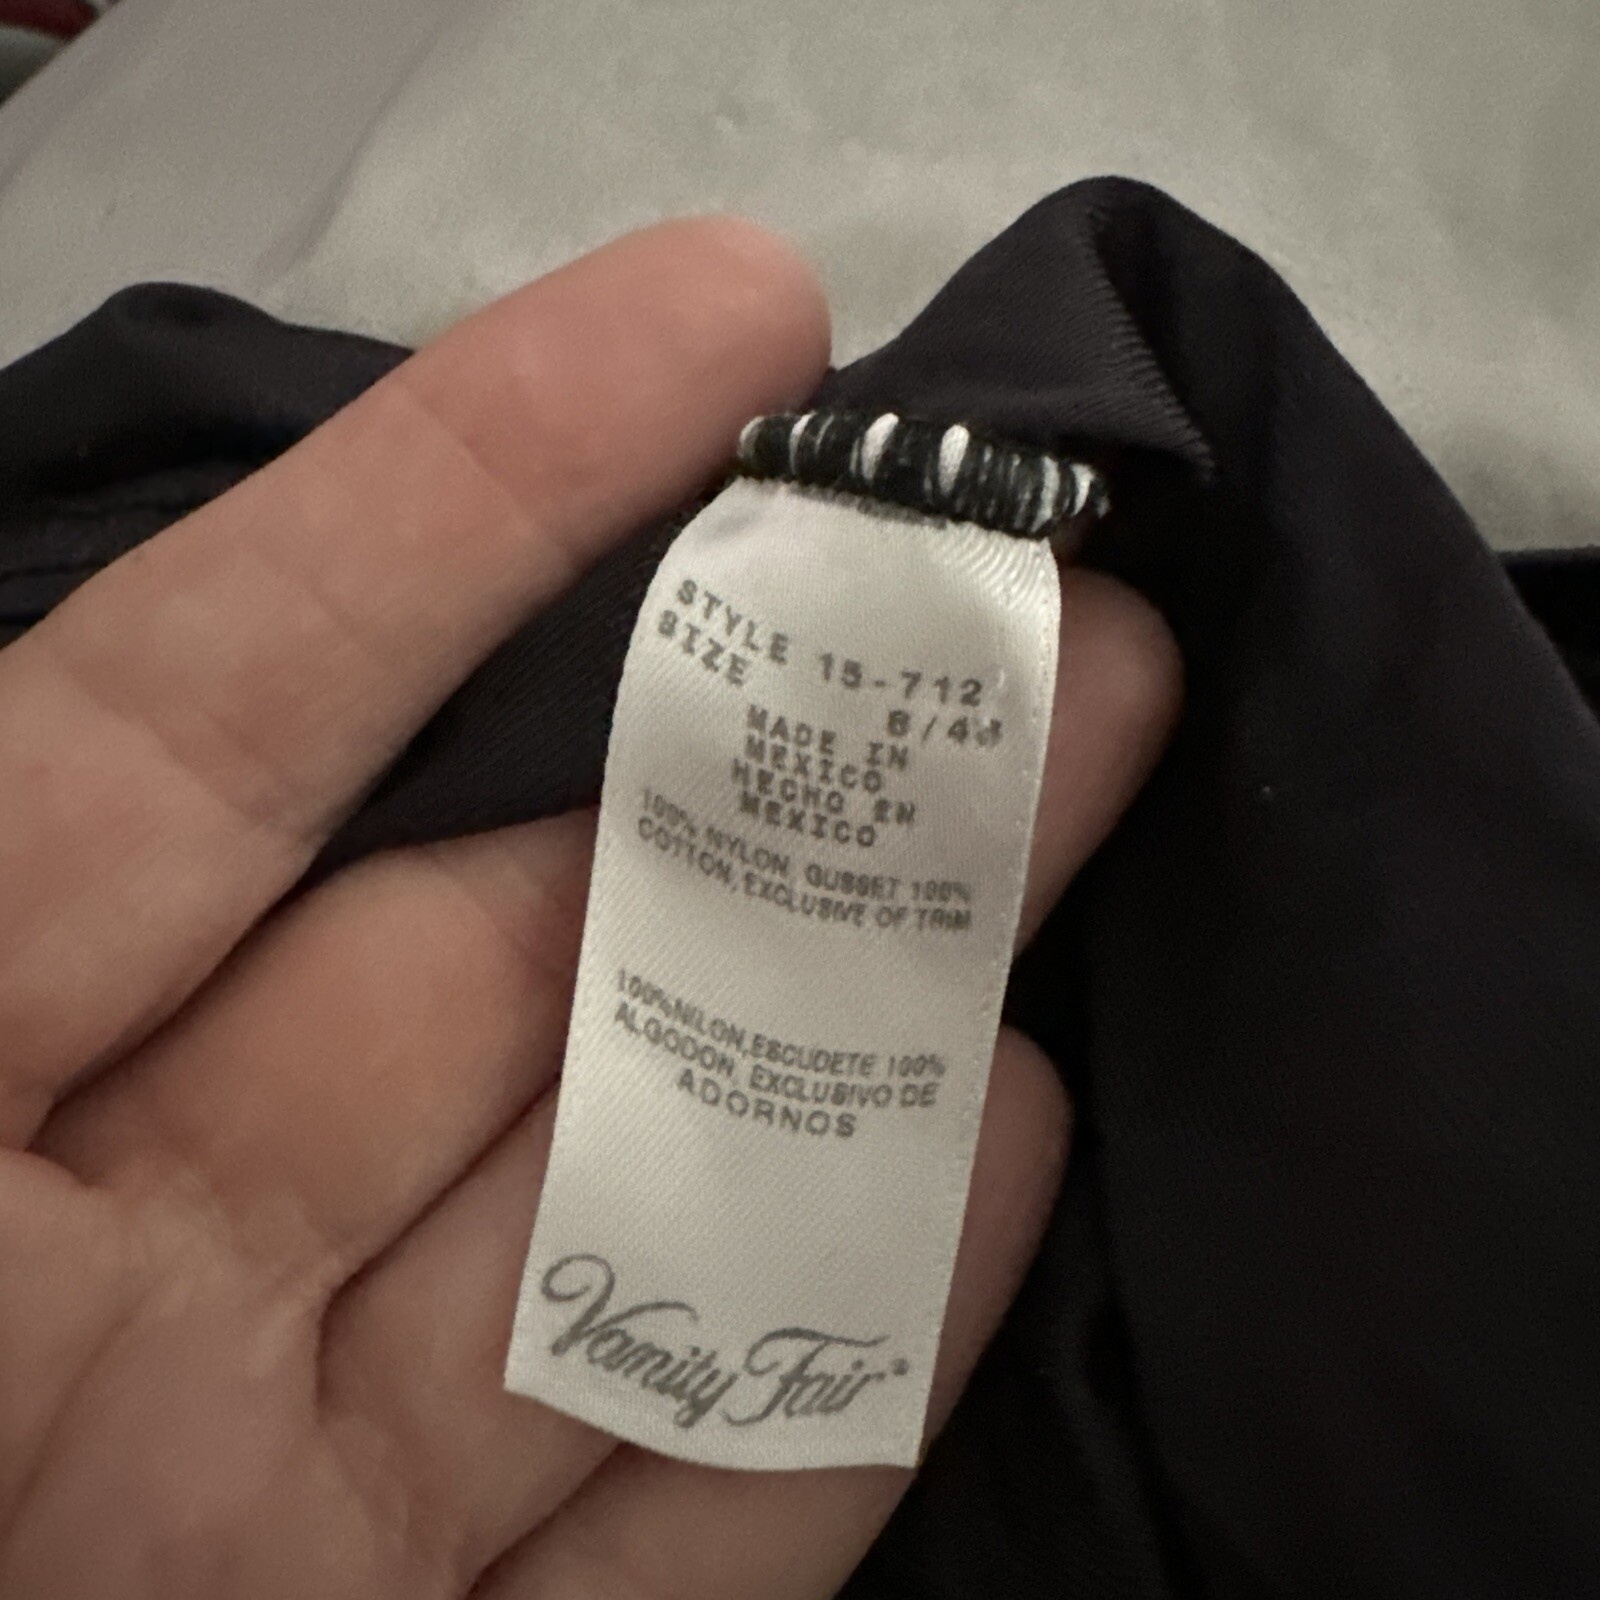 STYLE 15-712
SIZE
MADE IN
MEXICO
HECHO EN
MEXICO
100% NYLON, GUSSET 100%
COTTON, EXCLUSIVE OF TRIM
100% NILON, ESCUDETE 100%
ALGODON, EXCLUSIVO DE
ADORNOS
Vanity Fair®